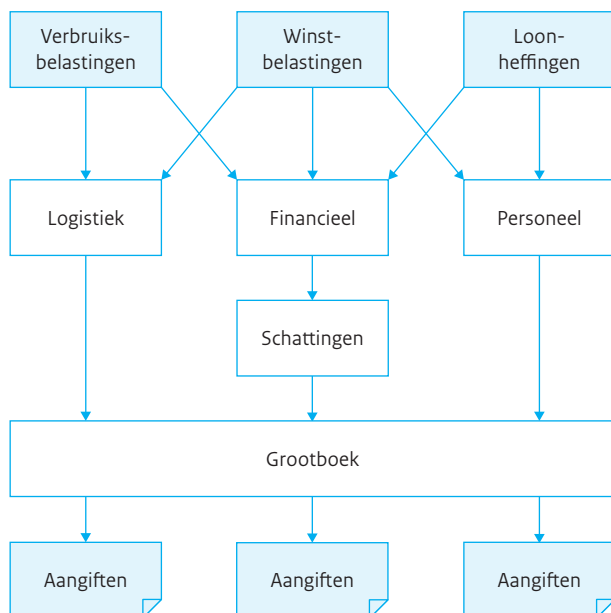 Verbruiks-
belastingen
Winst-
belastingen
Loon-
heffingen
Logistiek
Financieel
Personeel
Schattingen
Grootboek
Aangiften
Aangiften
Aangiften